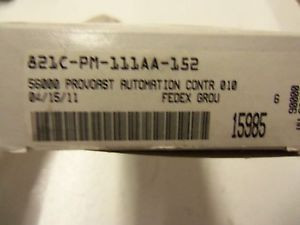 821C-PM-111AA-152
56000 PROVOAST AUTOMATION CONTR 010
04/15/11 FEDEX GROU 6
15985